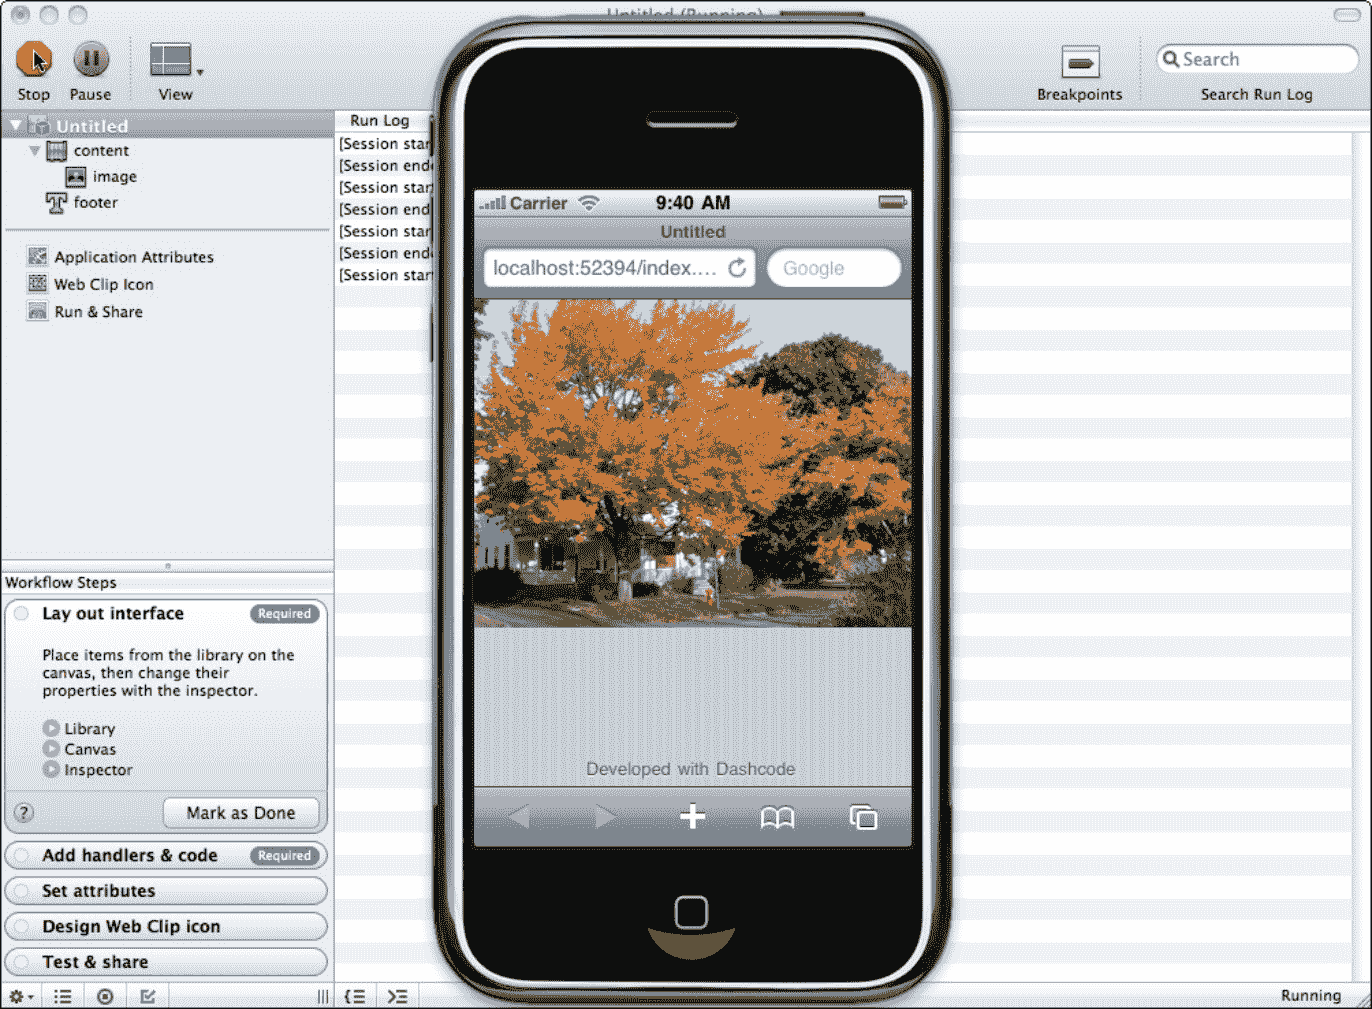 Untitled (Running)
Stop
Pause
View
Breakpoints
Search
Search Run Log
Untitled
content
image
footer
Application Attributes
Web Clip Icon
Run & Share
Run Log
[Session star
[Session ende
[Session star
[Session end
[Session star
[Session ende
[Session star
Carrier
9:40 AM
Untitled
localhost:52394/index....
Google
Developed with Dashcode
Workflow Steps
Lay out interface
Required
Place items from the library on the
canvas, then change their
properties with the inspector.
Library
Canvas
Inspector
?
Mark as Done
Add handlers & code
Required
Set attributes
Design Web Clip icon
Test & share
Running